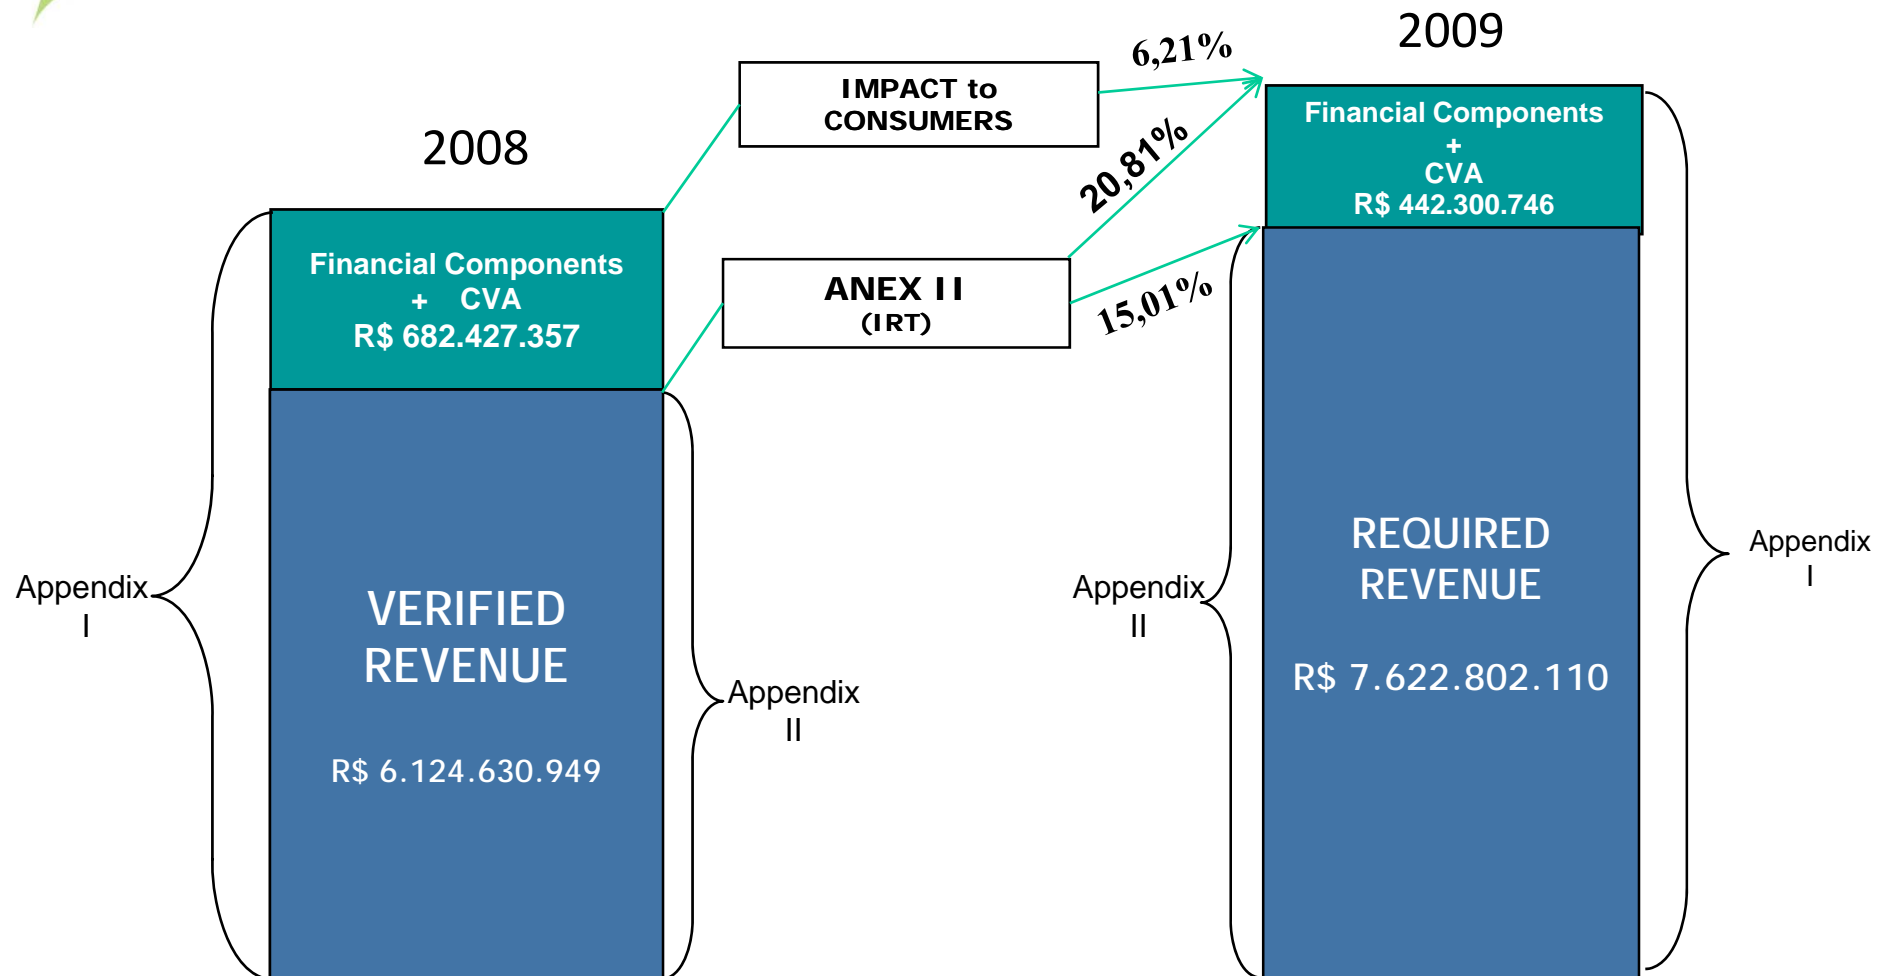 2008
2009
IMPACT to
CONSUMERS
6,21%
20,81%
ANEX II
(IRT)
15,01%
Financial Components
+ CVA
R$ 682.427.357
VERIFIED
REVENUE
R$ 6.124.630.949
Appendix
I
Appendix
II
Financial Components
+
CVA
R$ 442.300.746
REQUIRED
REVENUE
R$ 7.622.802.110
Appendix
II
Appendix
I